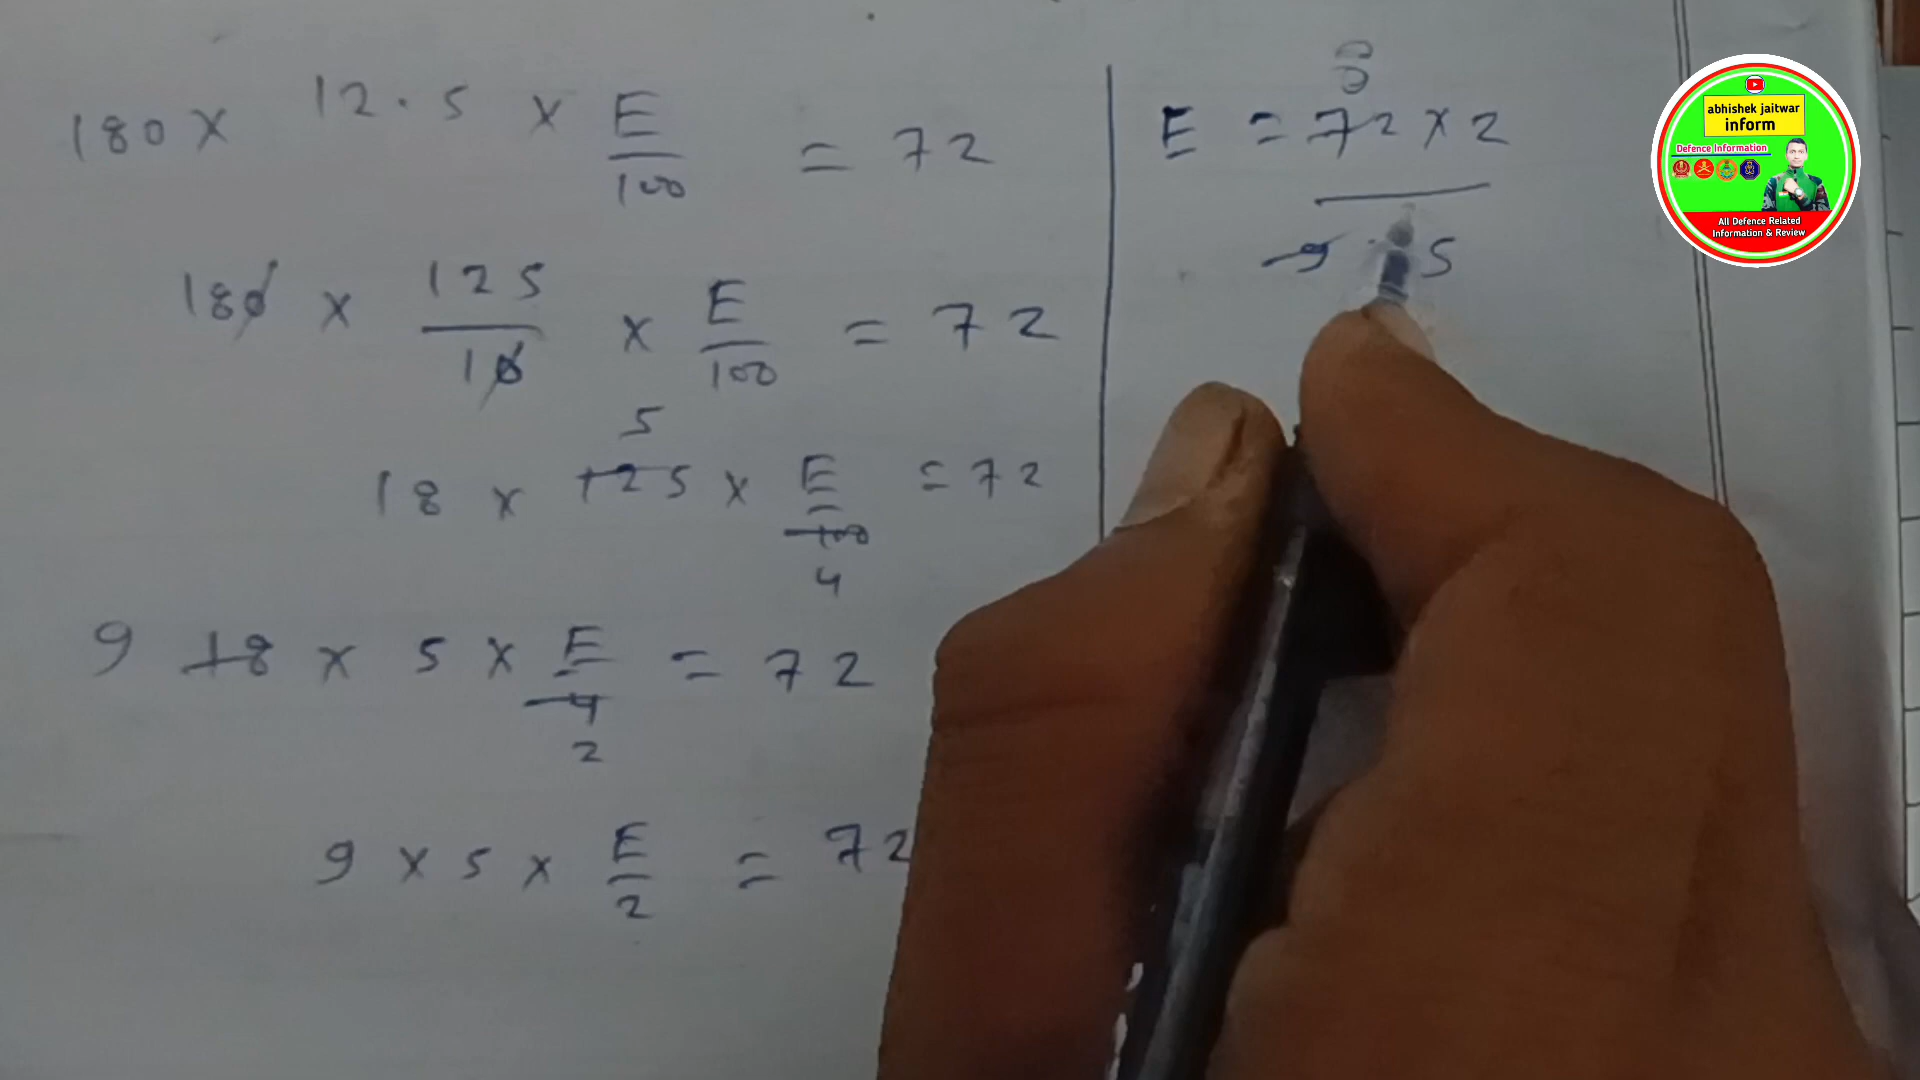 180 × 12.5 × E/100 = 72
180 × 125/10 × E/100 = 72
5
18 × 125 × E/100 = 72
4
9 18 × 5 × E/4 = 72
2
9 × 5 × E/2 = 72
8
E = 72 × 2
9 · 5
abhishek jaitwar
inform
Defence Information
All Defence Related
Information & Review